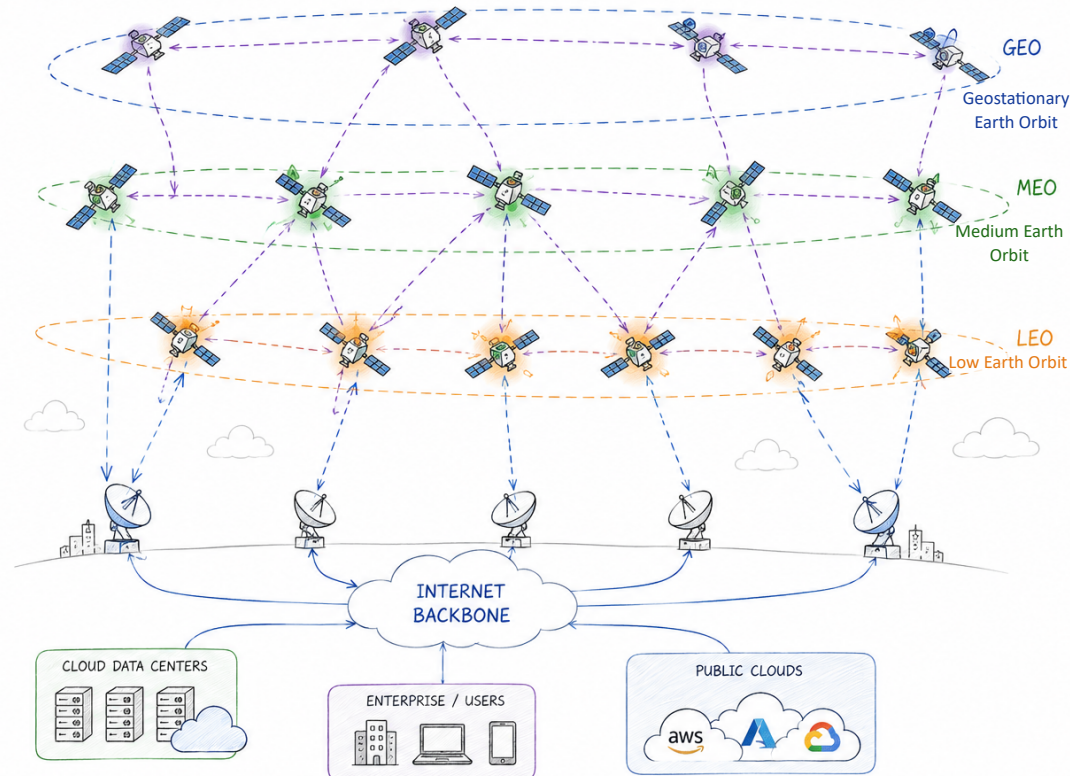 GEO
Geostationary
Earth Orbit
MEO
Medium Earth
Orbit
LEO
Low Earth Orbit
INTERNET
BACKBONE
CLOUD DATA CENTERS
ENTERPRISE / USERS
PUBLIC CLOUDS
aws